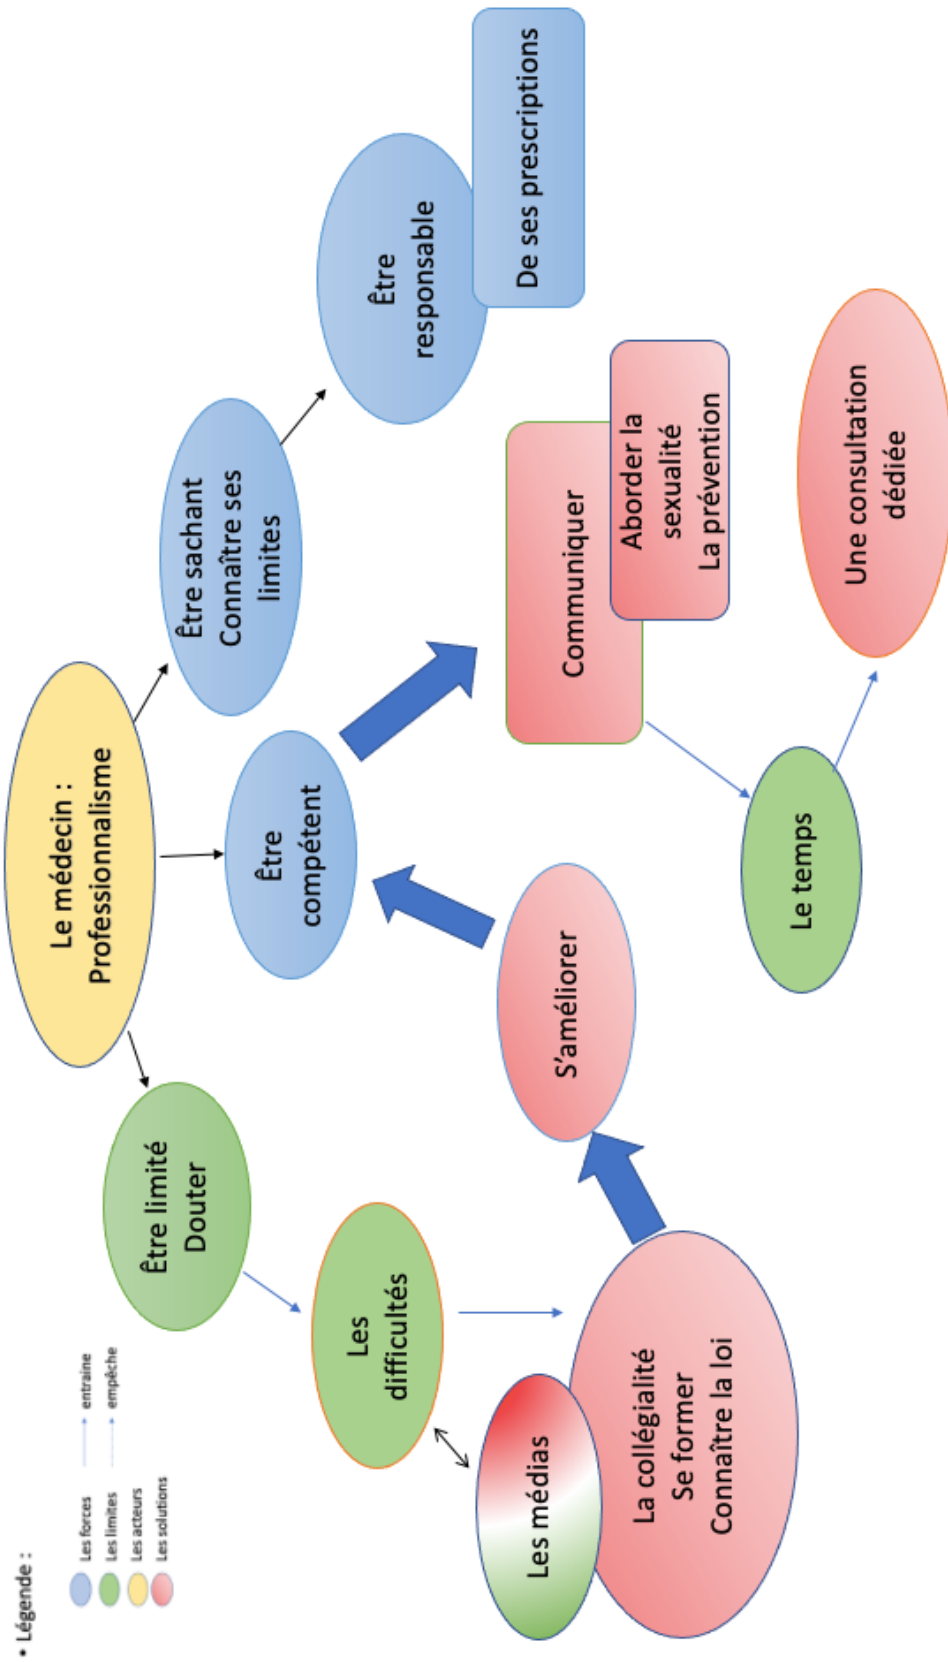 • Légende :
Les forces
Les limites
Les acteurs
Les solutions
entraine
empêche
Le médecin :
Professionnalisme
Être limité
Douter
Être
compétent
Être sachant
Connaître ses
limites
Être
responsable
De ses prescriptions
Les
difficultés
Les médias
La collégialité
Se former
Connaître la loi
S'améliorer
Communiquer
Aborder la
sexualité
La prévention
Le temps
Une consultation
dédiée